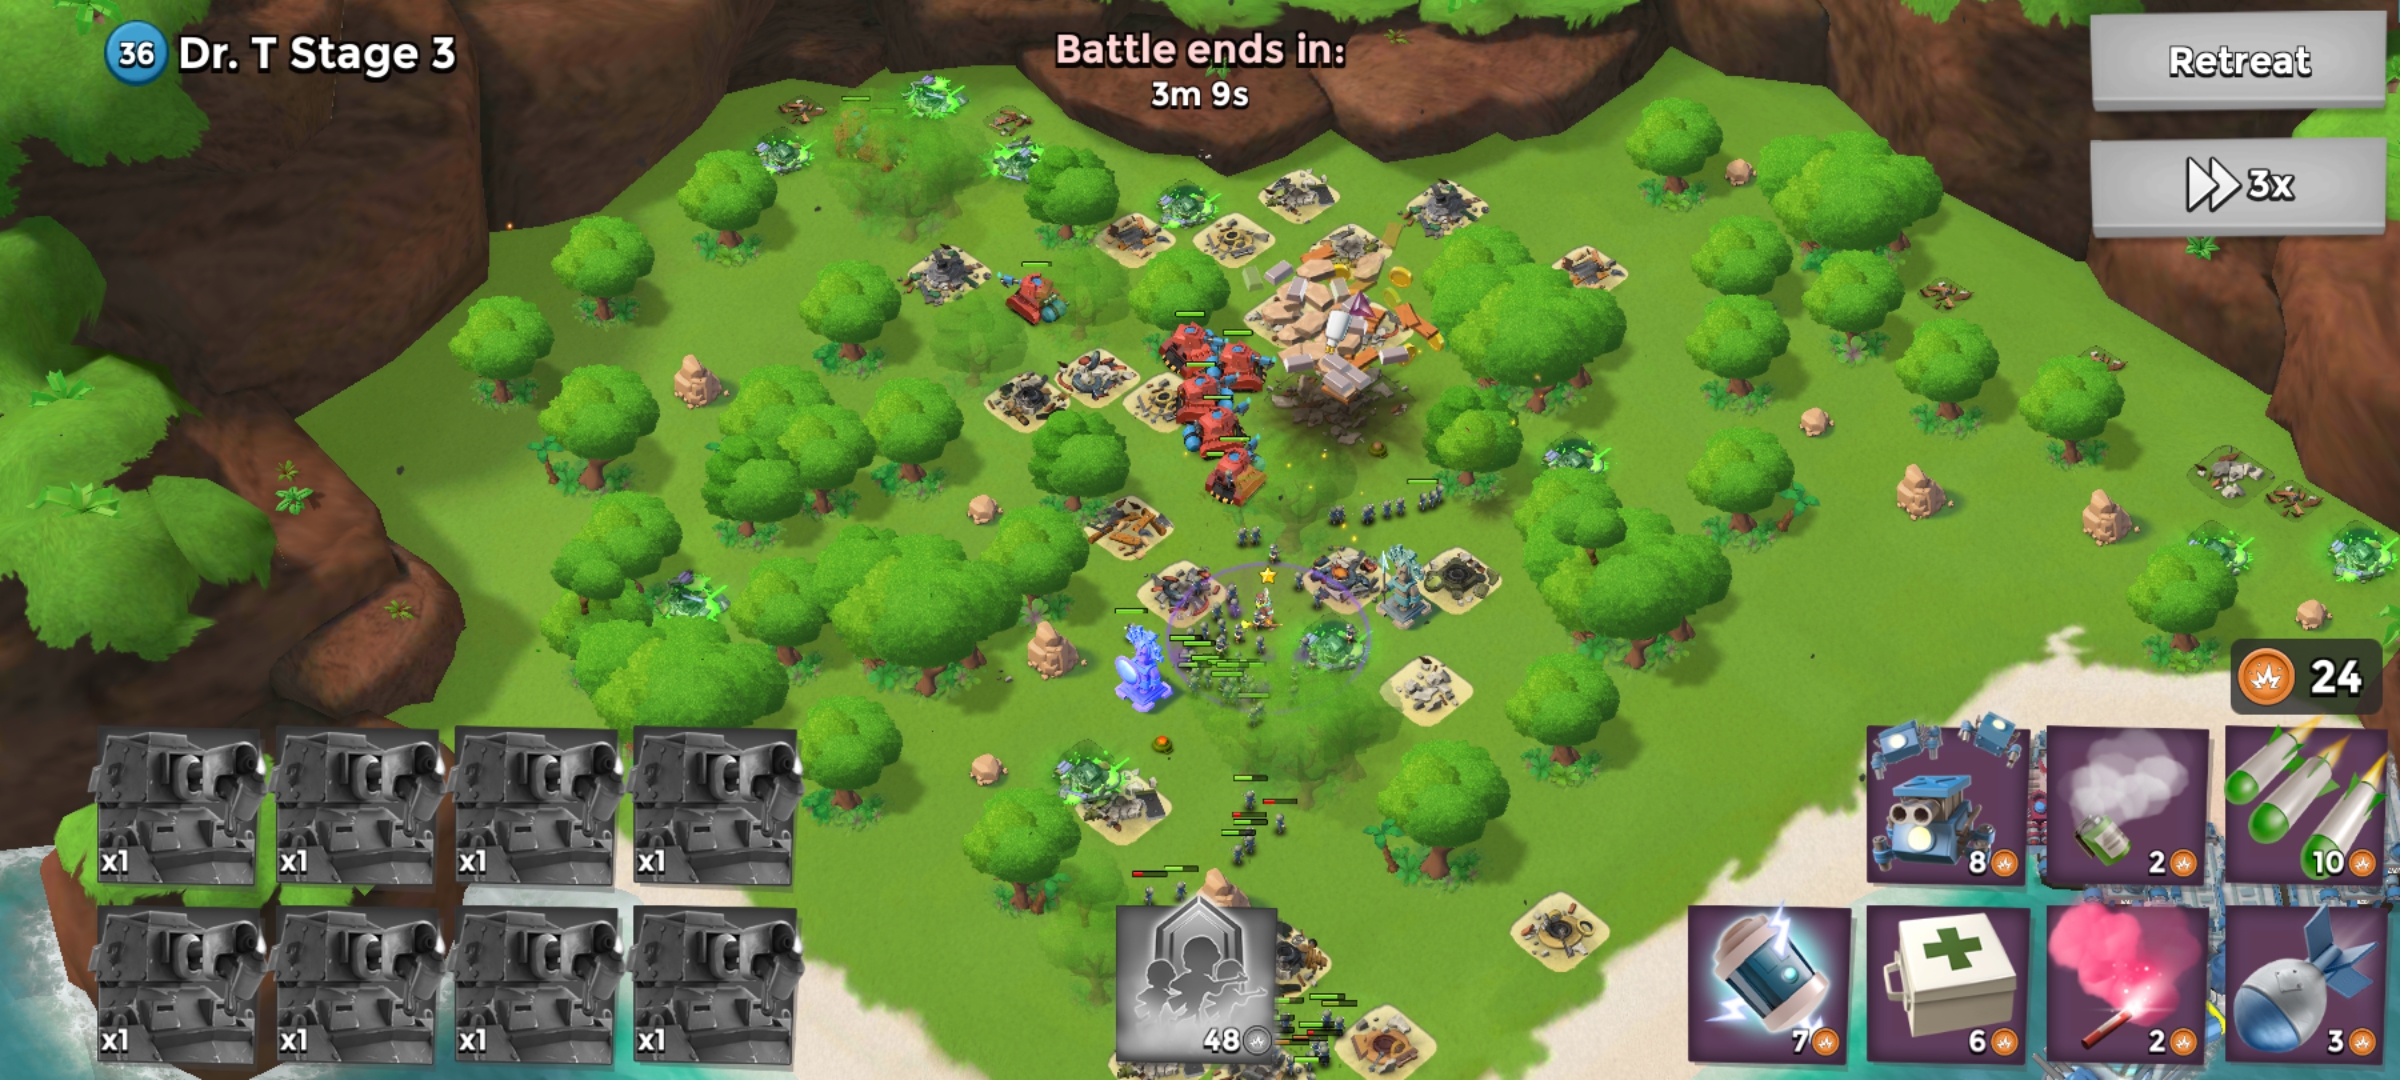 36 Dr. T Stage 3
Battle ends in:
3m 9s
Retreat
3x
24
8
2
10
x1
x1
x1
x1
7
6
2
3
x1
x1
x1
x1
48